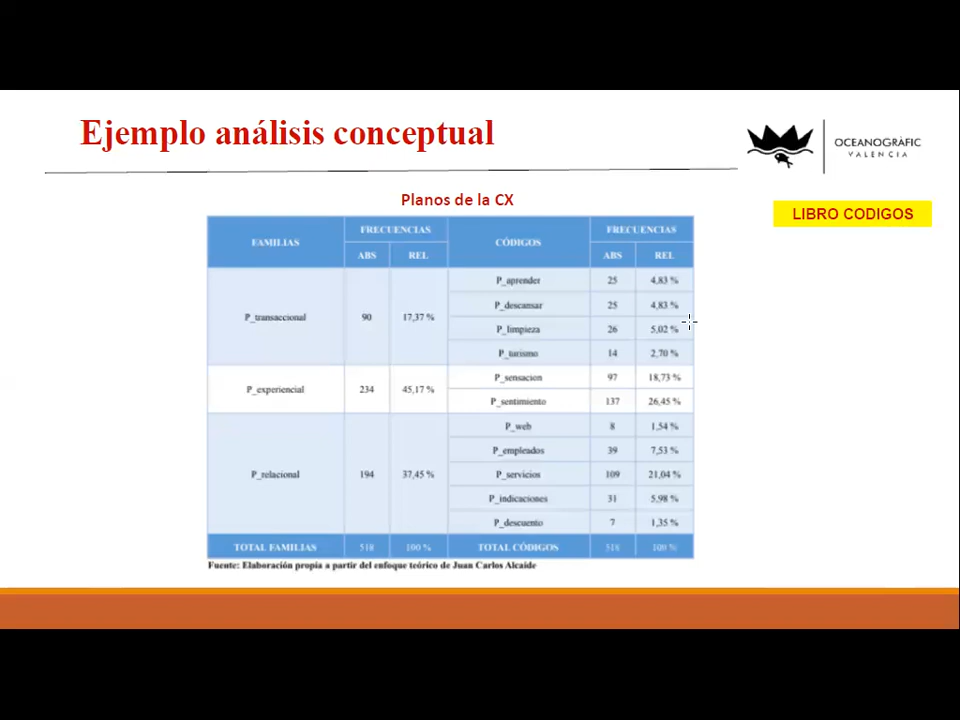 Ejemplo análisis conceptual
OCEANOGRÀFIC
VALENCIA
Planos de la CX
LIBRO CODIGOS
FAMILIAS FRECUENCIAS CÓDIGOS FRECUENCIAS
ABS REL ABS REL
P_transaccional 90 17,37 % P_aprender 25 4,83 %
P_descansar 25 4,83 %
P_limpieza 26 5,02 %
P_turismo 14 2,70 %
P_experiencial 234 45,17 % P_sensacion 97 18,73 %
P_sentimiento 137 26,45 %
P_relacional 194 37,45 % P_web 8 1,54 %
P_empleados 39 7,53 %
P_servicios 109 21,04 %
P_indicaciones 31 5,98 %
P_descuento 7 1,35 %
TOTAL FAMILIAS 518 100 % TOTAL CÓDIGOS 518 100 %
Fuente: Elaboración propia a partir del enfoque teórico de Juan Carlos Alcaide